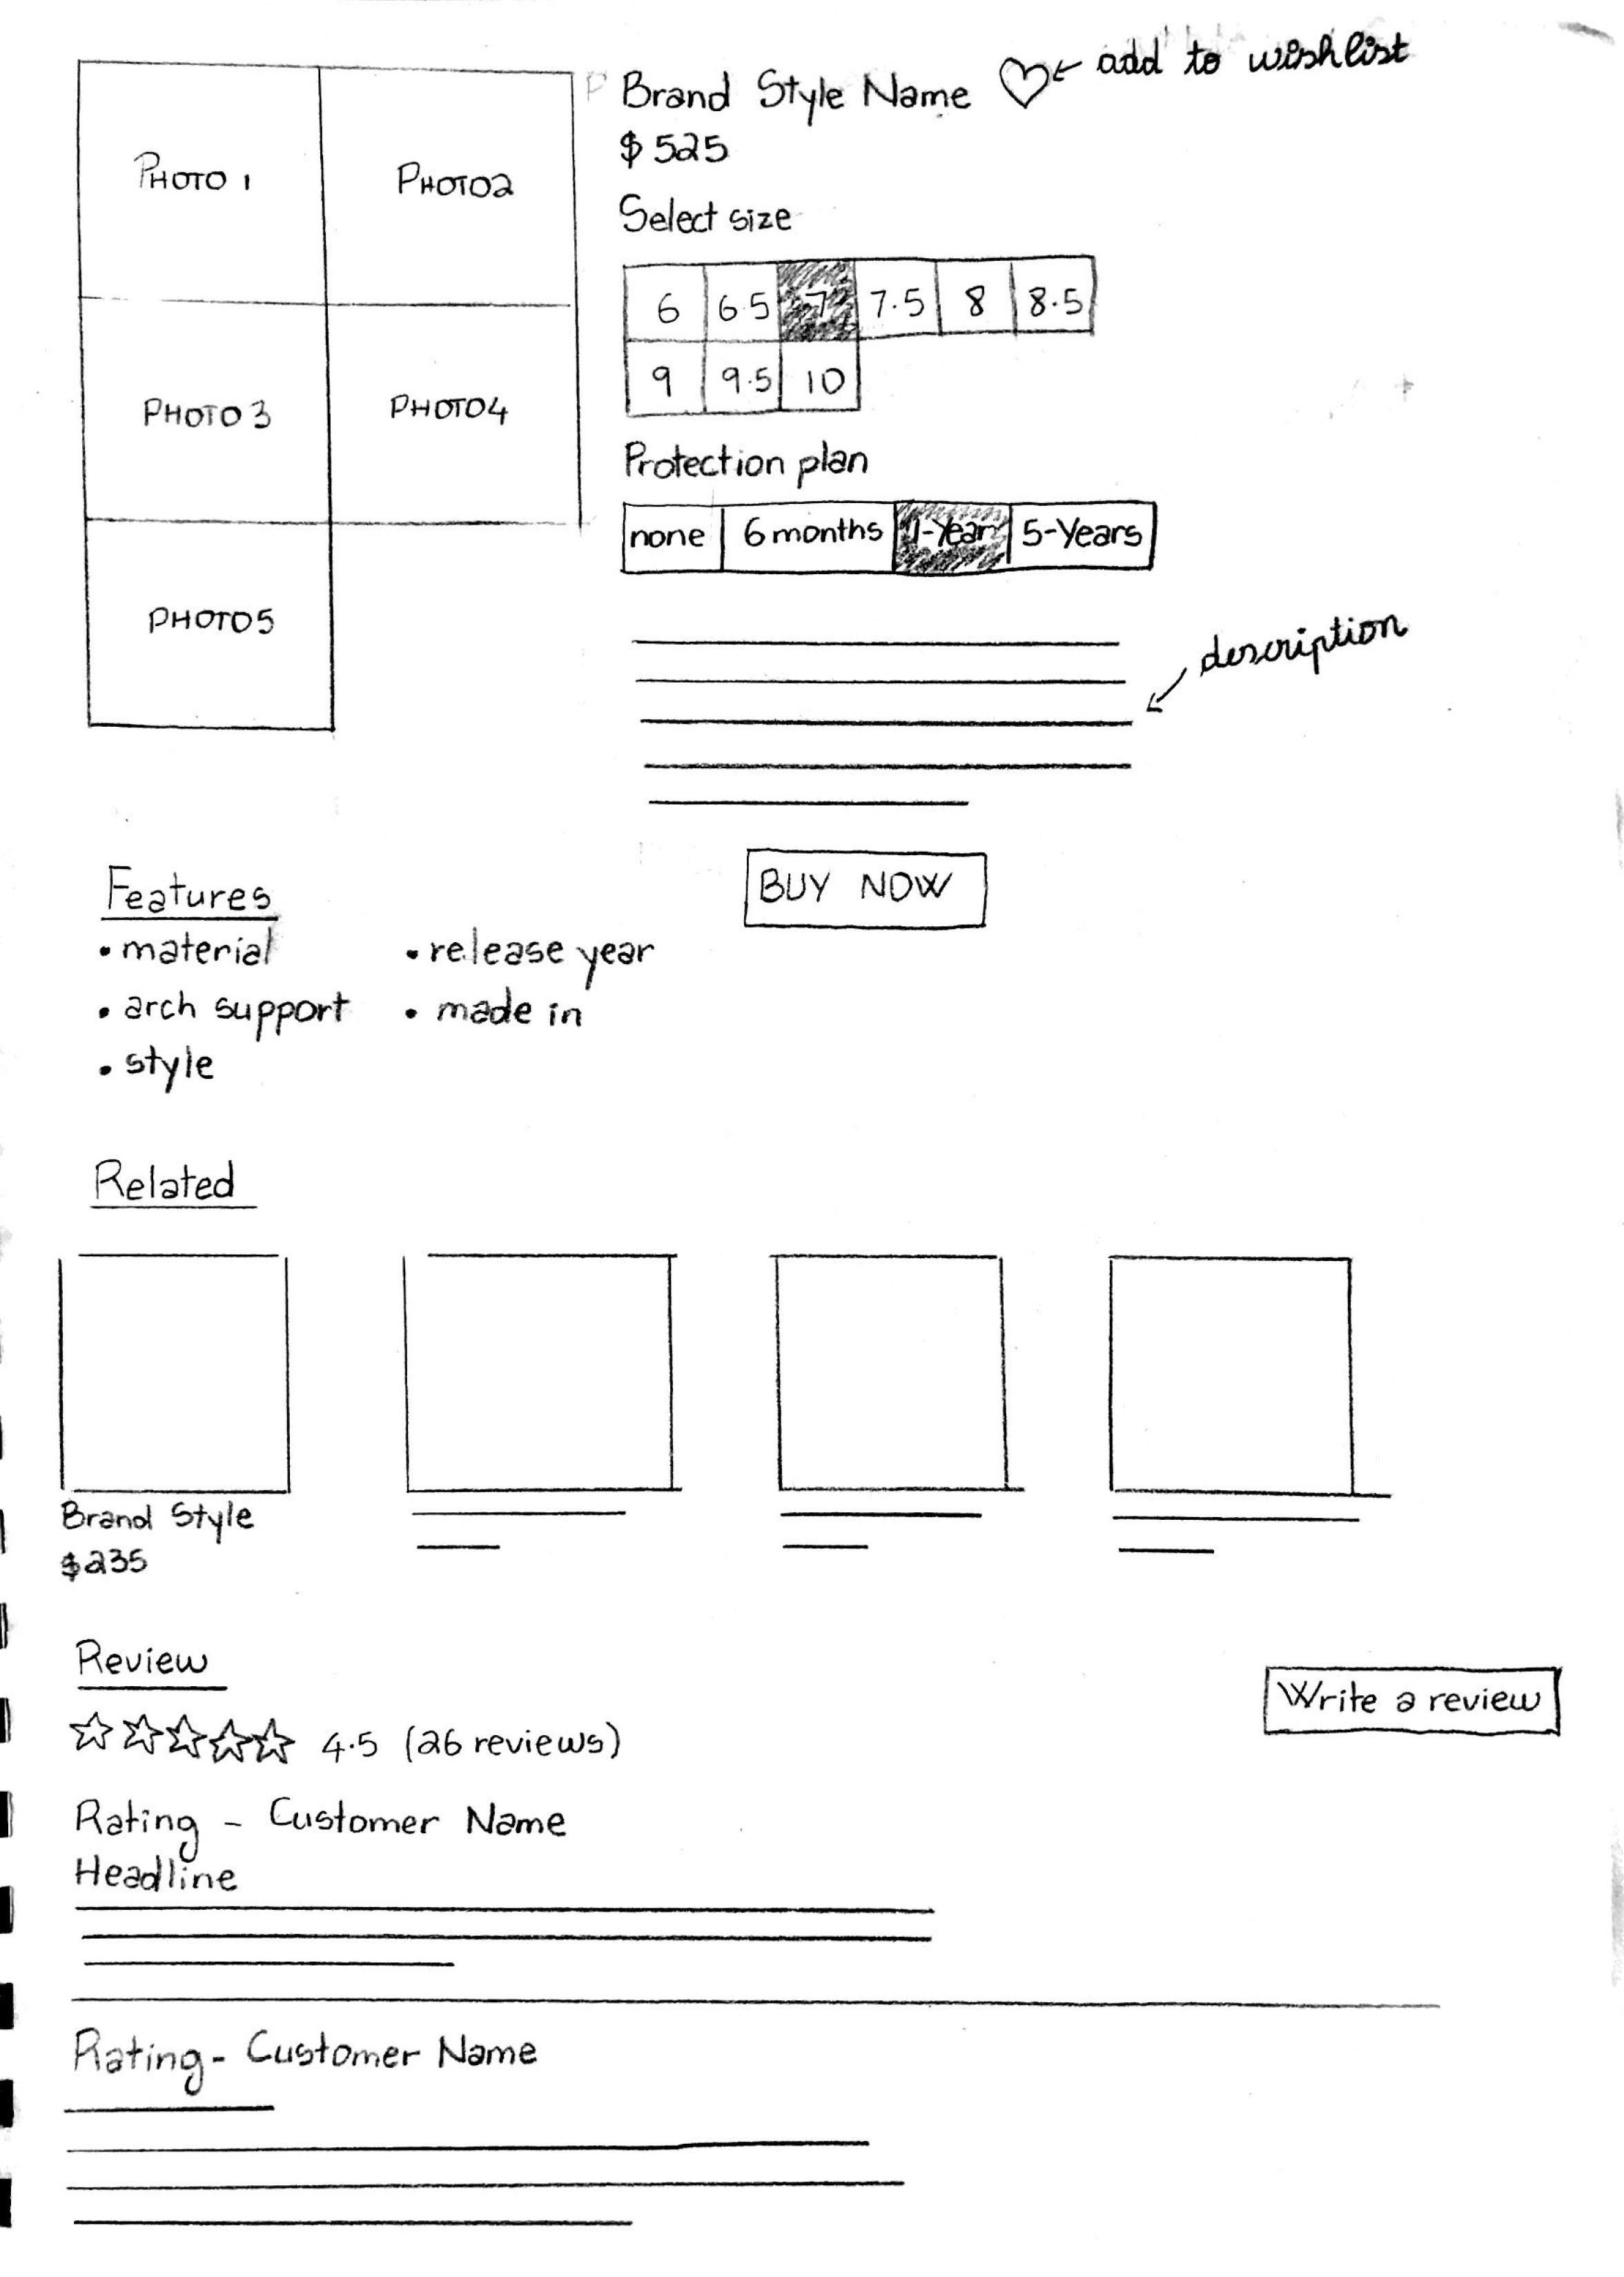 PHOTO 1
PHOTO2
PHOTO 3
PHOTO4
PHOTO5
Brand Style Name
add to wishlist
$525
Select size
6 6.5 7 7.5 8 8.5
9 9.5 10
Protection plan
none 6 months 1-Year 5-Years
description
BUY NOW
Features
• material
• arch support
• style
• release year
• made in
Related
Brand Style
$235
Review
4.5 (26 reviews)
Write a review
Rating - Customer Name
Headline
Rating - Customer Name